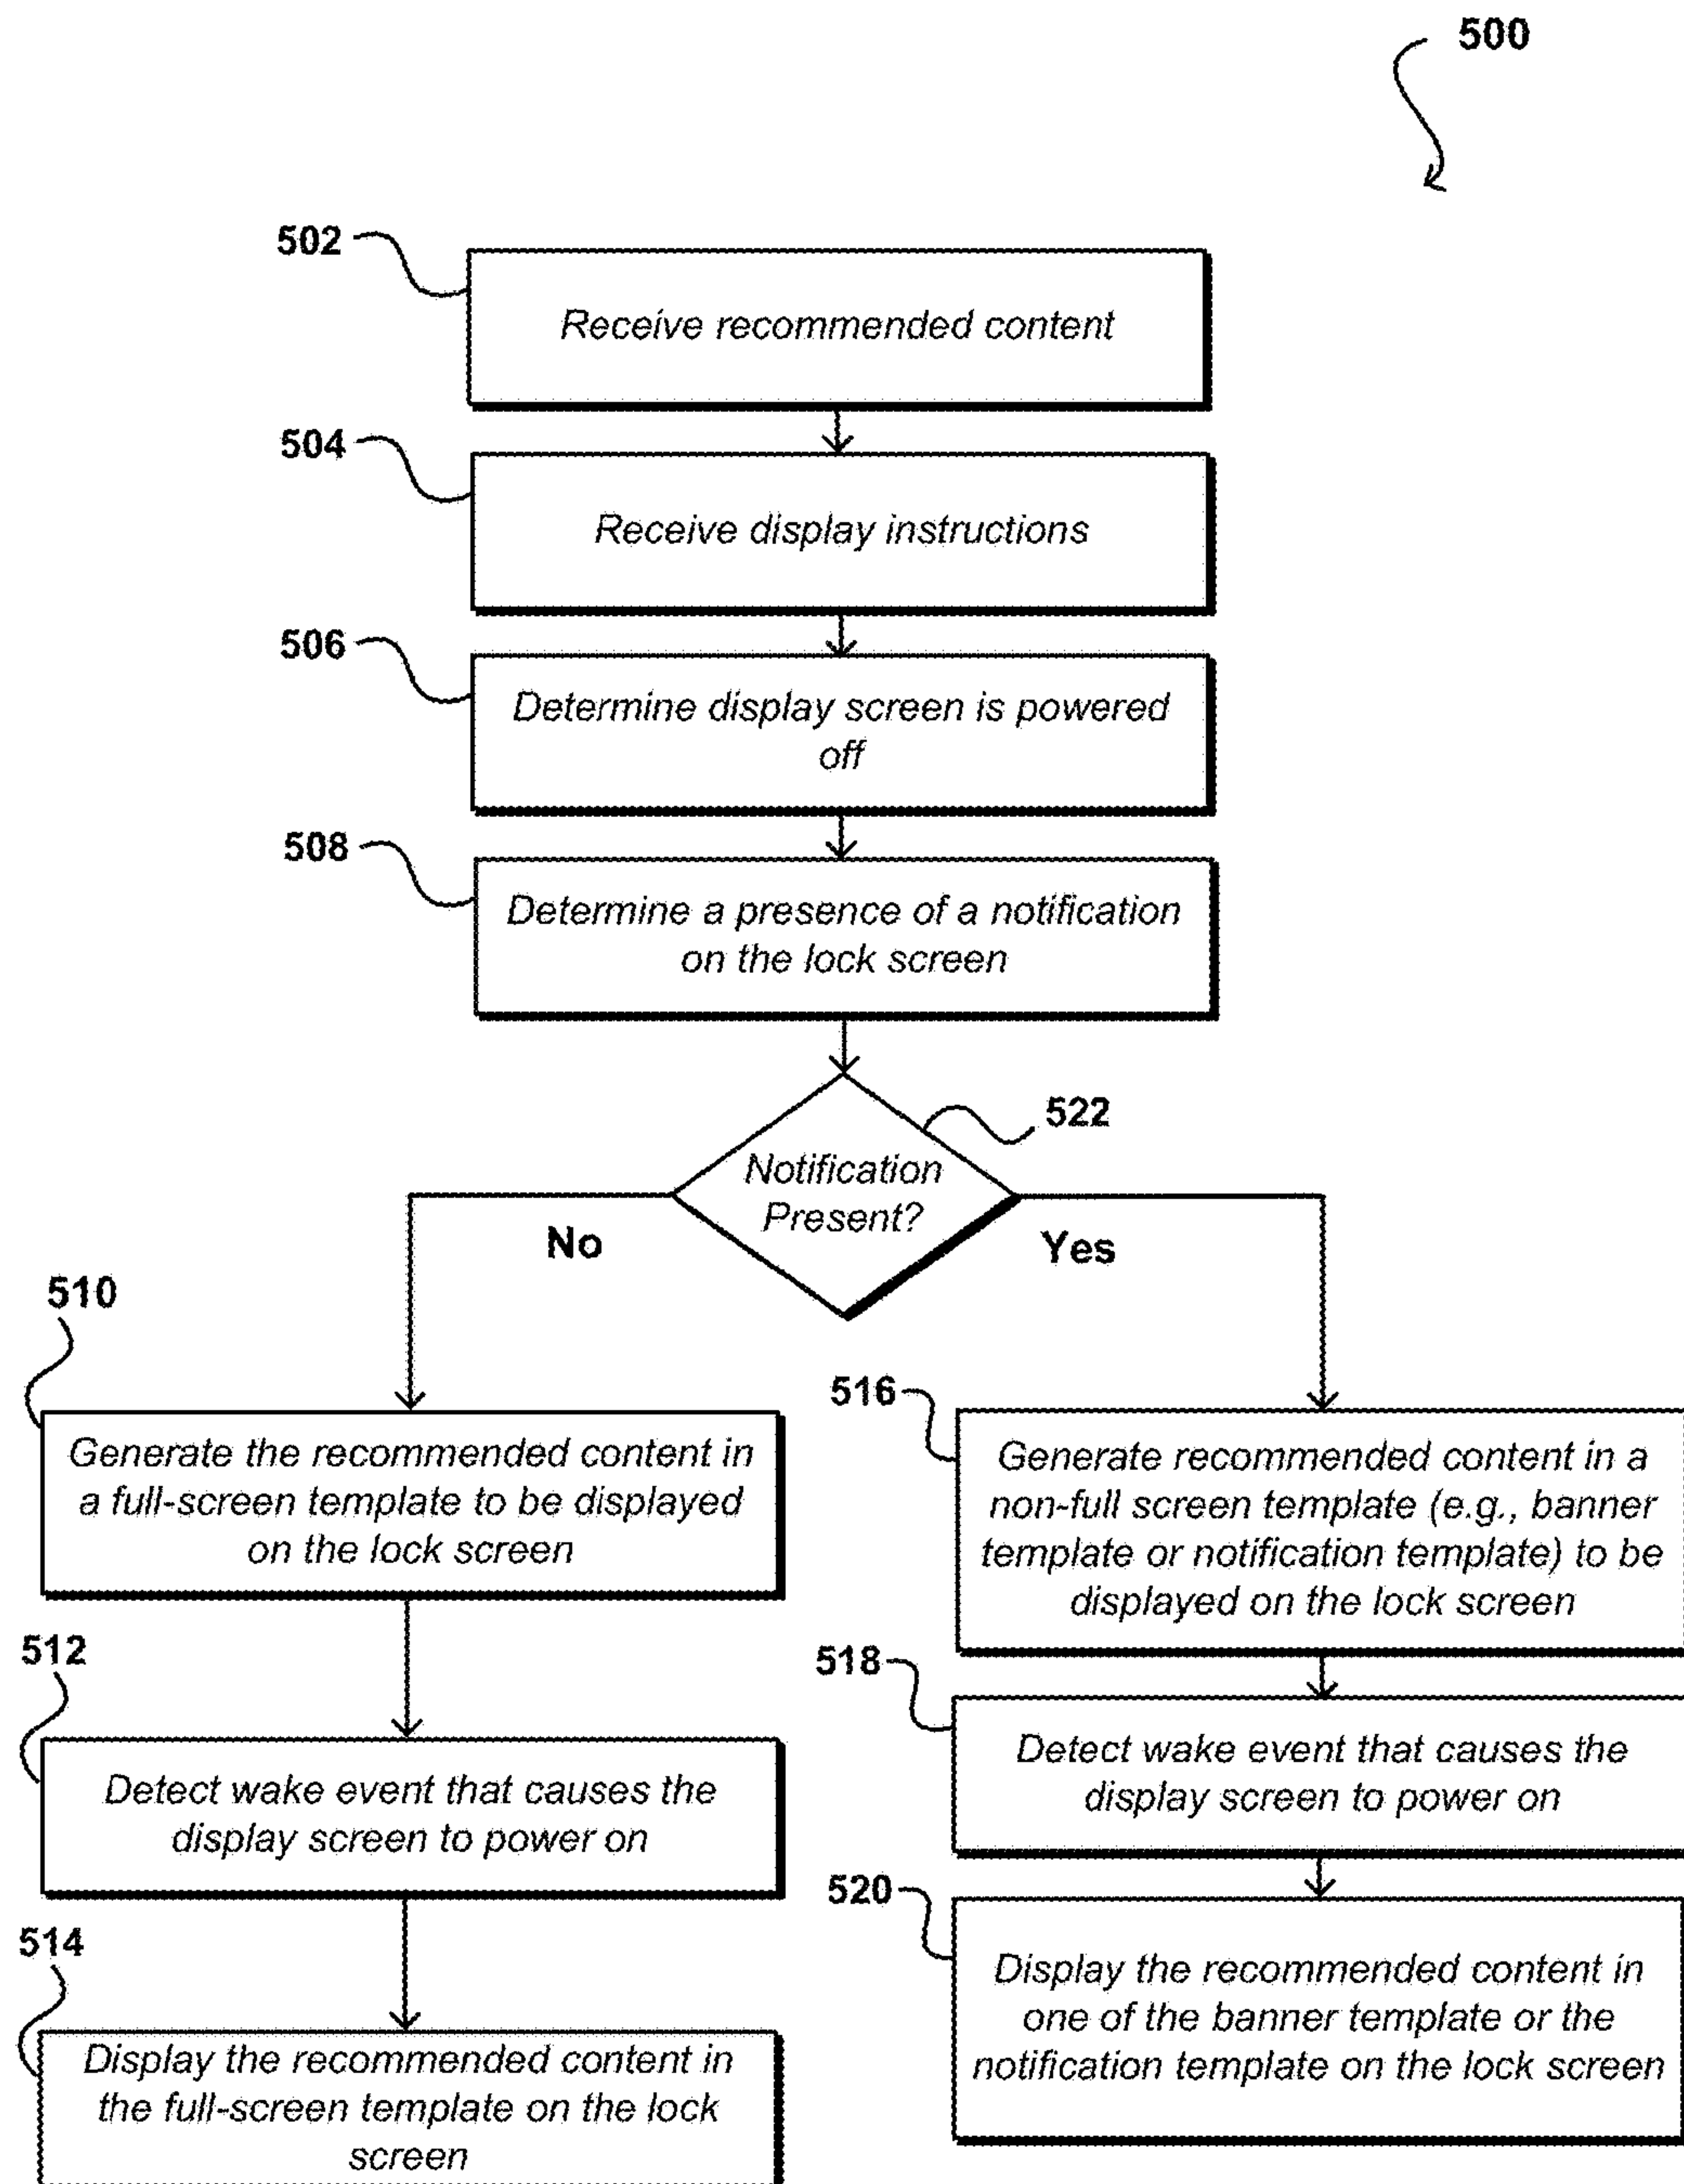 500
502
Receive recommended content
504
Receive display instructions
506
Determine display screen is powered
off
508
Determine a presence of a notification
on the lock screen
522
Notification
Present?
No
Yes
510
Generate the recommended content in
a full-screen template to be displayed
on the lock screen
512
Detect wake event that causes the
display screen to power on
514
Display the recommended content in
the full-screen template on the lock
screen
516
Generate recommended content in a
non-full screen template (e.g., banner
template or notification template) to be
displayed on the lock screen
518
Detect wake event that causes the
display screen to power on
520
Display the recommended content in
one of the banner template or the
notification template on the lock screen